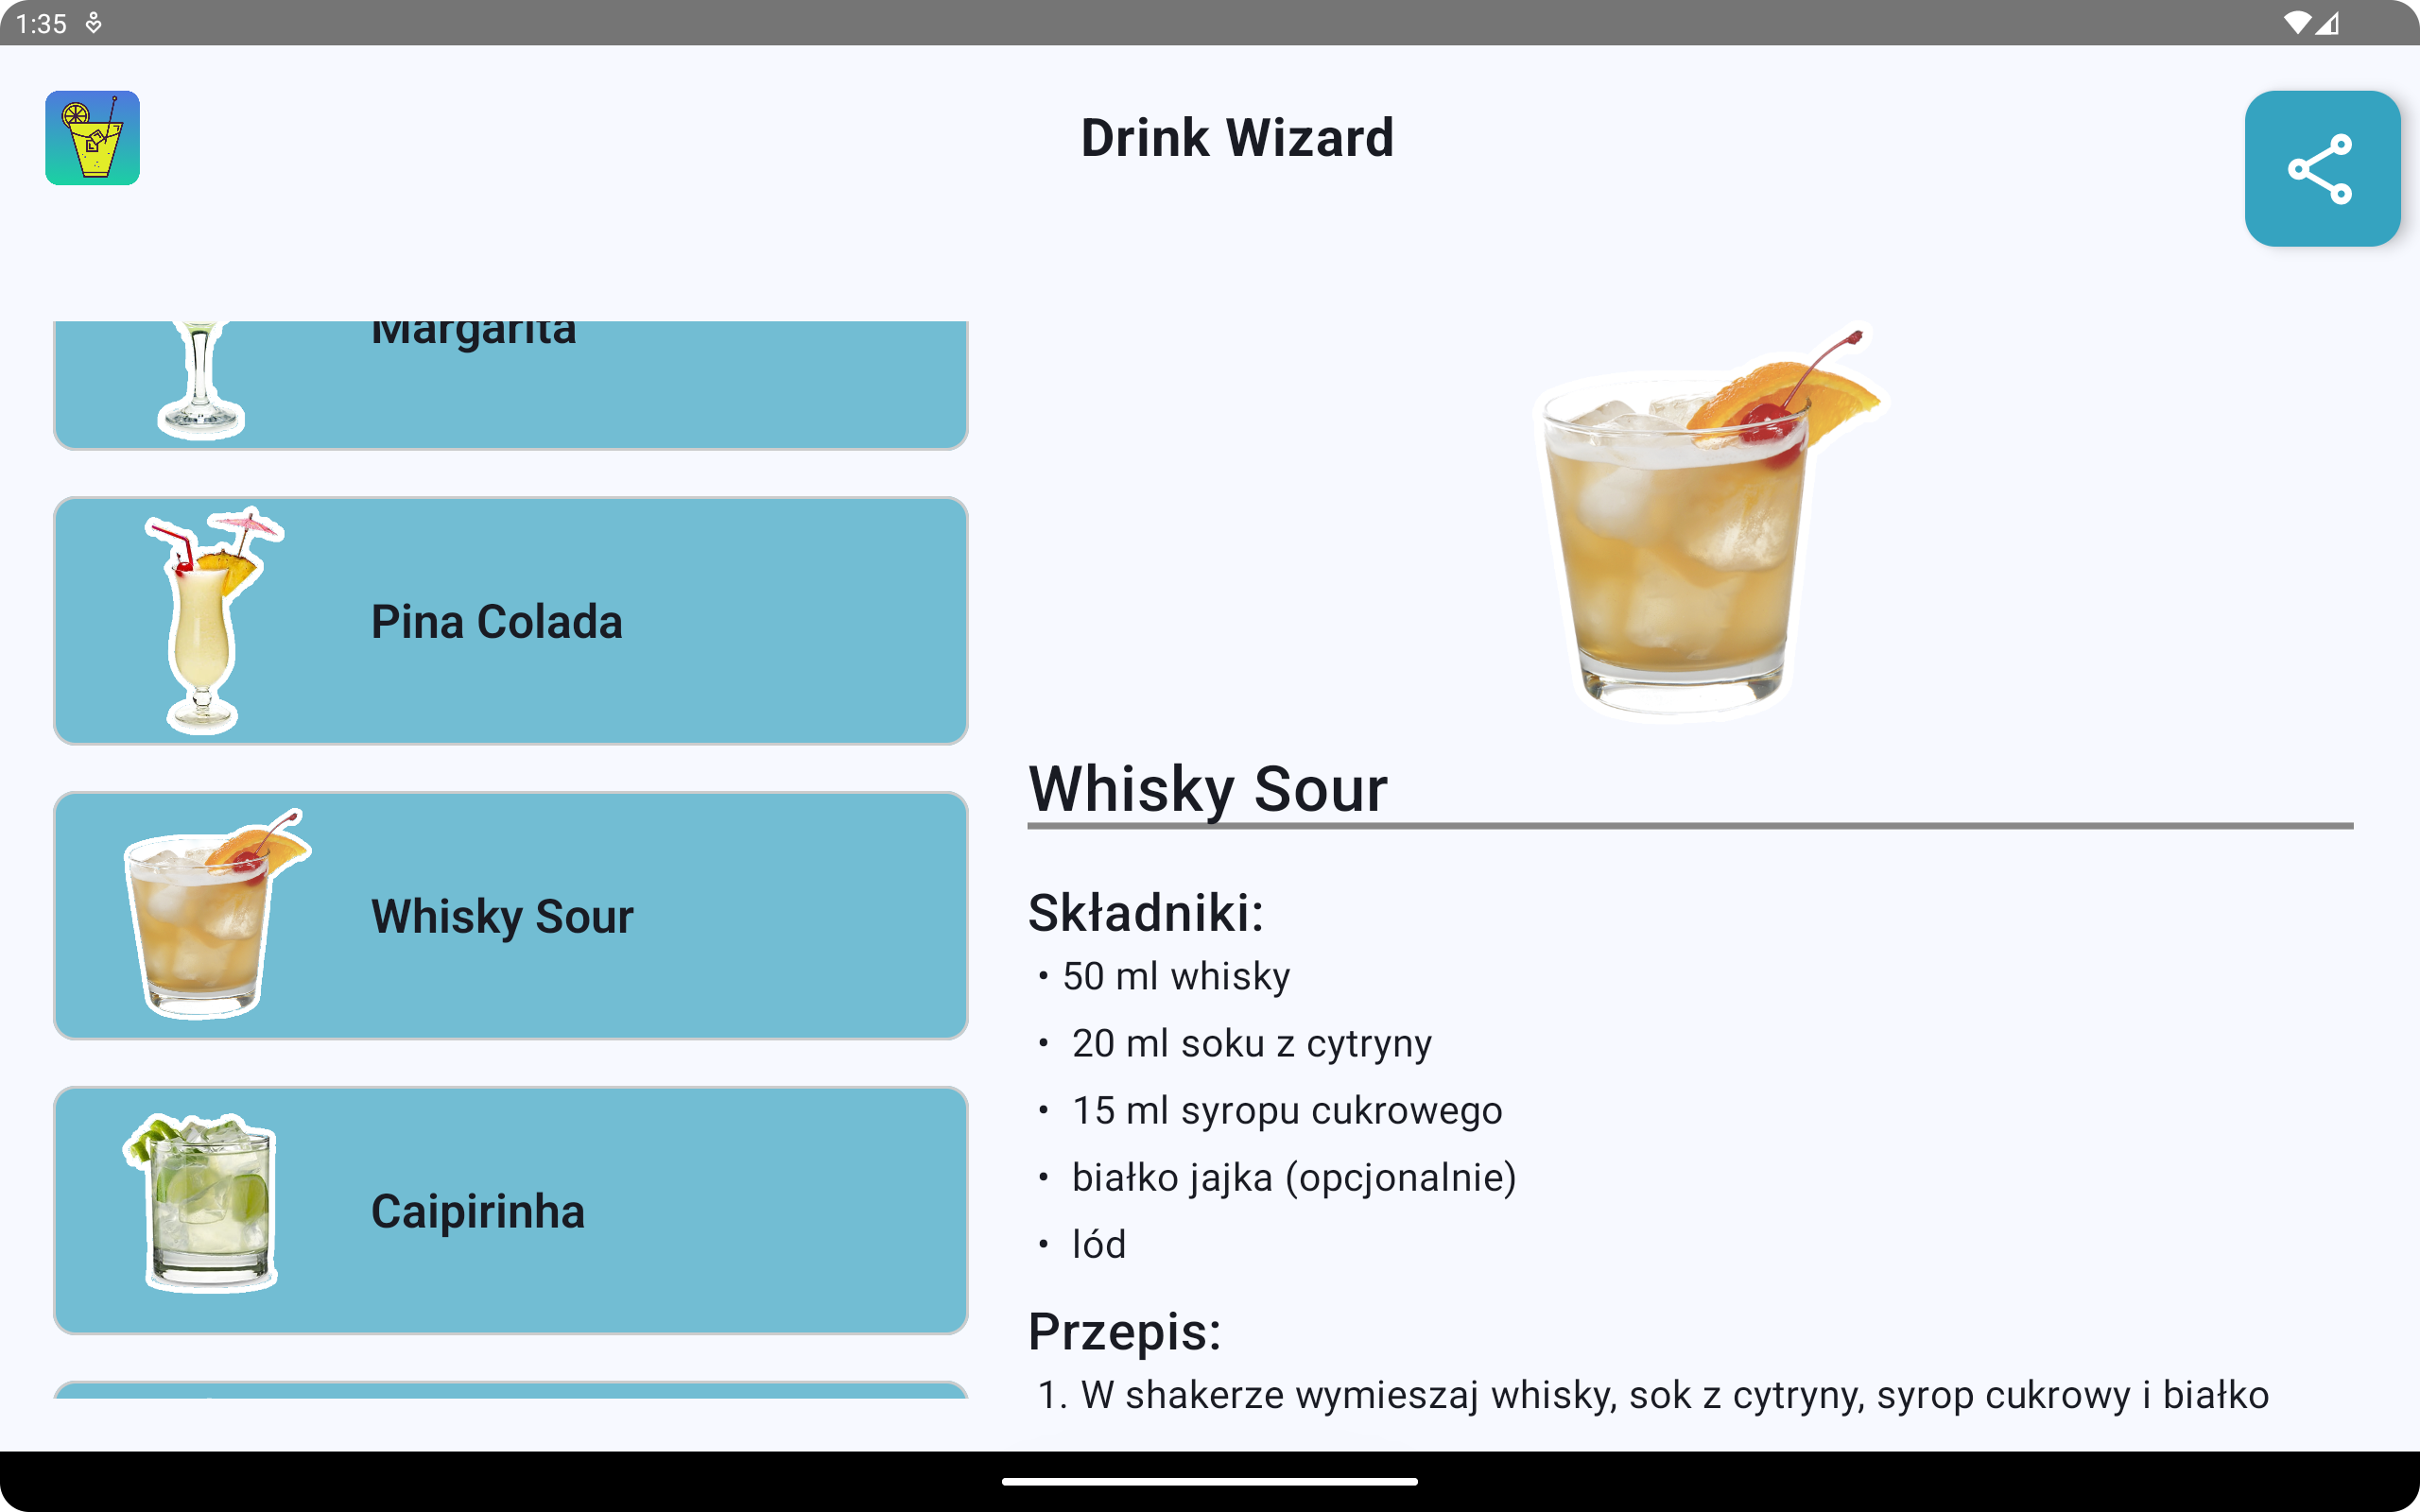 1:35
Drink Wizard
Margarita
Pina Colada
Whisky Sour
Caipirinha
Whisky Sour
Składniki:
• 50 ml whisky
• 20 ml soku z cytryny
• 15 ml syropu cukrowego
• białko jajka (opcjonalnie)
• lód
Przepis:
1. W shakerze wymieszaj whisky, sok z cytryny, syrop cukrowy i białko